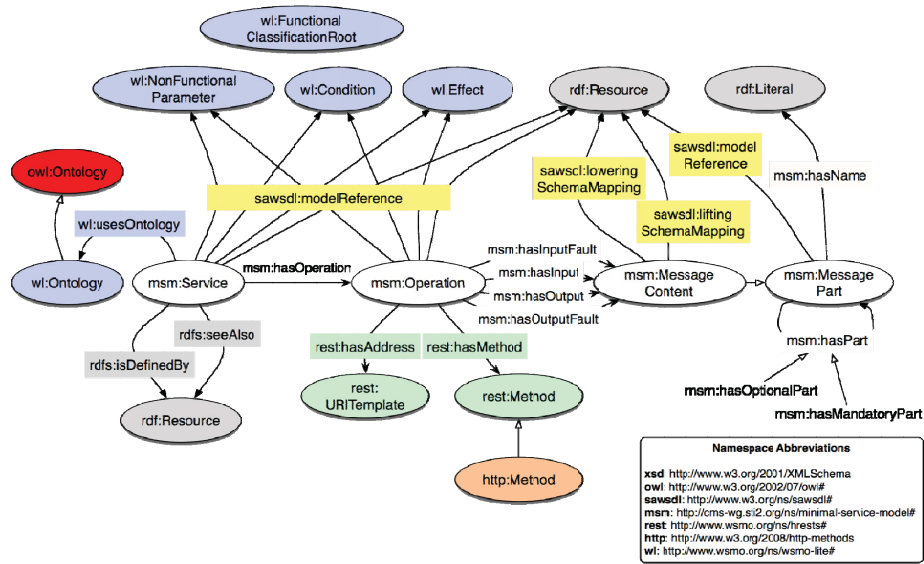 wl:Functional
ClassificationRoot
wl:NonFunctional
Parameter
wl:Condition
wl:Effect
rdf:Resource
rdf:Literal
owl:Ontology
sawsdl:modelReference
sawsdl:lowering
SchemaMapping
sawsdl:model
Reference
sawsdl:lifting
SchemaMapping
msm:hasName
wl:usesOntology
wl:Ontology
msm:Service
msm:hasOperation
msm:Operation
msm:hasInputFault
msm:hasInput
msm:hasOutput
msm:hasOutputFault
msm:Message
Content
msm:Message
Part
rdfs:seeAlso
rdfs:isDefinedBy
rest:hasAddress
rest:hasMethod
msm:hasPart
msm:hasOptionalPart
msm:hasMandatoryPart
rdf:Resource
rest:
URITemplate
rest:Method
http:Method
Namespace Abbreviations
xsd: http://www.w3.org/2001/XMLSchema
owl: http://www.w3.org/2002/07/owl#
sawsdl: http://www.w3.org/ns/sawsdl#
msm: http://cms-wg.sti2.org/ns/minimal-service-model#
rest: http://www.wsmo.org/ns/hrests#
http: http://www.w3.org/2008/http-methods
wl: http://www.wsmo.org/ns/wsmo-lite#